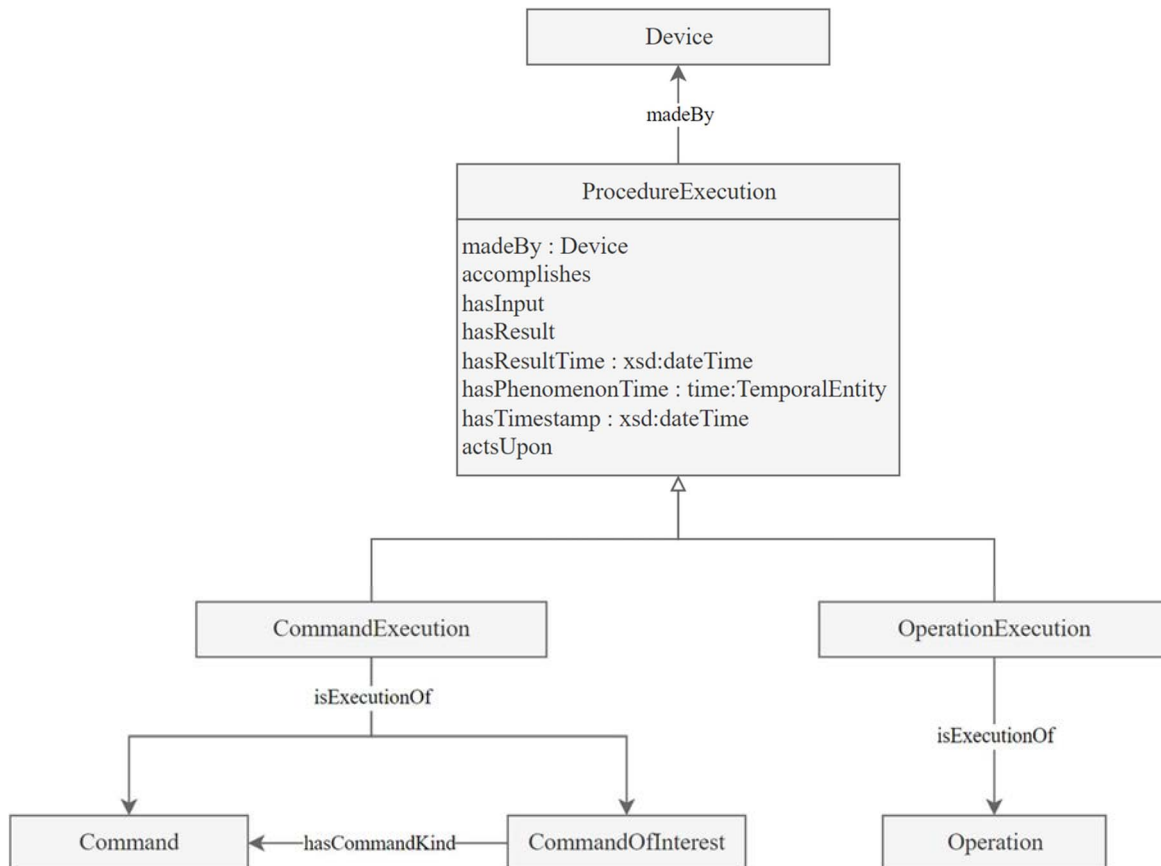 Device
madeBy
ProcedureExecution
madeBy : Device
accomplishes
hasInput
hasResult
hasResultTime : xsd:dateTime
hasPhenomenonTime : time:TemporalEntity
hasTimestamp : xsd:dateTime
actsUpon
CommandExecution
OperationExecution
isExecutionOf
isExecutionOf
Command
hasCommandKind
CommandOfInterest
Operation